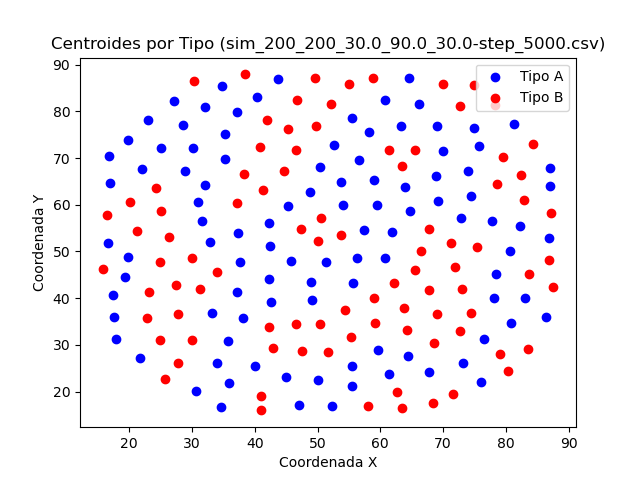 Centroides por Tipo (sim_200_200_30.0_90.0_30.0-step_5000.csv)
Tipo A
Tipo B
Coordenada Y
90
80
70
60
50
40
30
20
20 30 40 50 60 70 80 90
Coordenada X